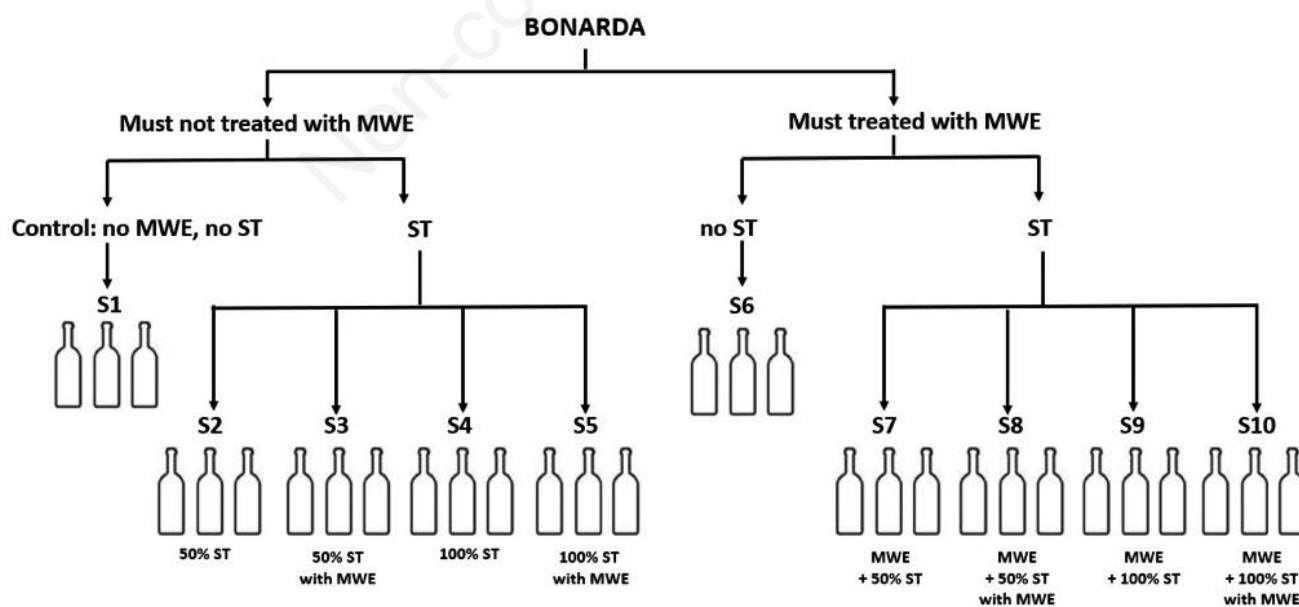 BONARDA
Must not treated with MWE
Must treated with MWE
Control: no MWE, no ST
ST
no ST
ST
S1
S6
S2
S3
S4
S5
S7
S8
S9
S10
50% ST
50% ST
with MWE
100% ST
100% ST
with MWE
MWE
+ 50% ST
MWE
+ 50% ST
with MWE
MWE
+ 100% ST
MWE
+ 100% ST
with MWE
Non-co